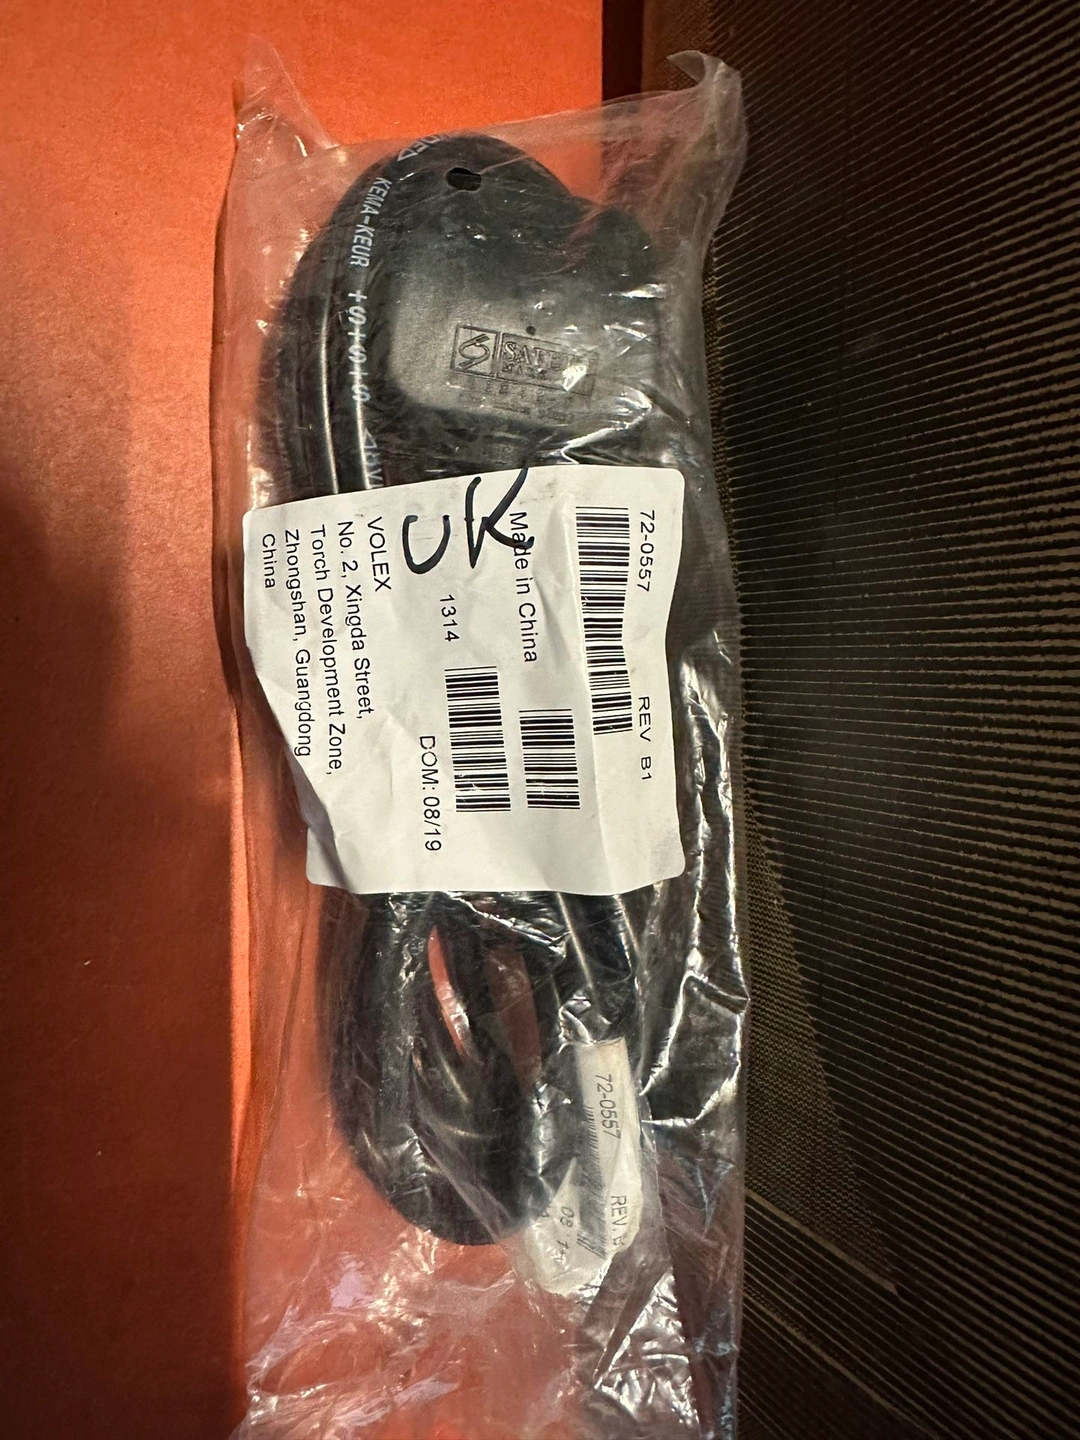 72-0557 REV B1
Made in China
UK
1314
DOM: 08/19
VOLEX
No. 2, Xingda Street,
Torch Development Zone,
Zhongshan, Guangdong
China
KEMA-KEUR
72-0557 REV.
08